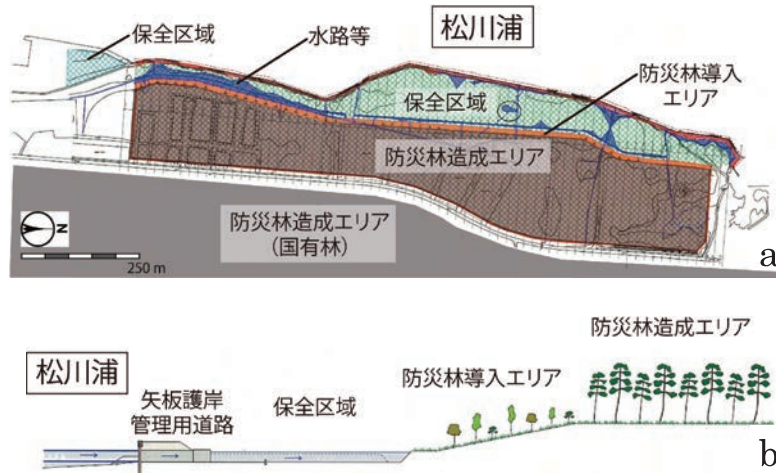 松川浦
保全区域
水路等
防災林導入
エリア
保全区域
防災林造成エリア
防災林造成エリア
(国有林)
N
250 m
a
防災林造成エリア
松川浦
防災林導入エリア
矢板護岸
管理用道路
保全区域
b